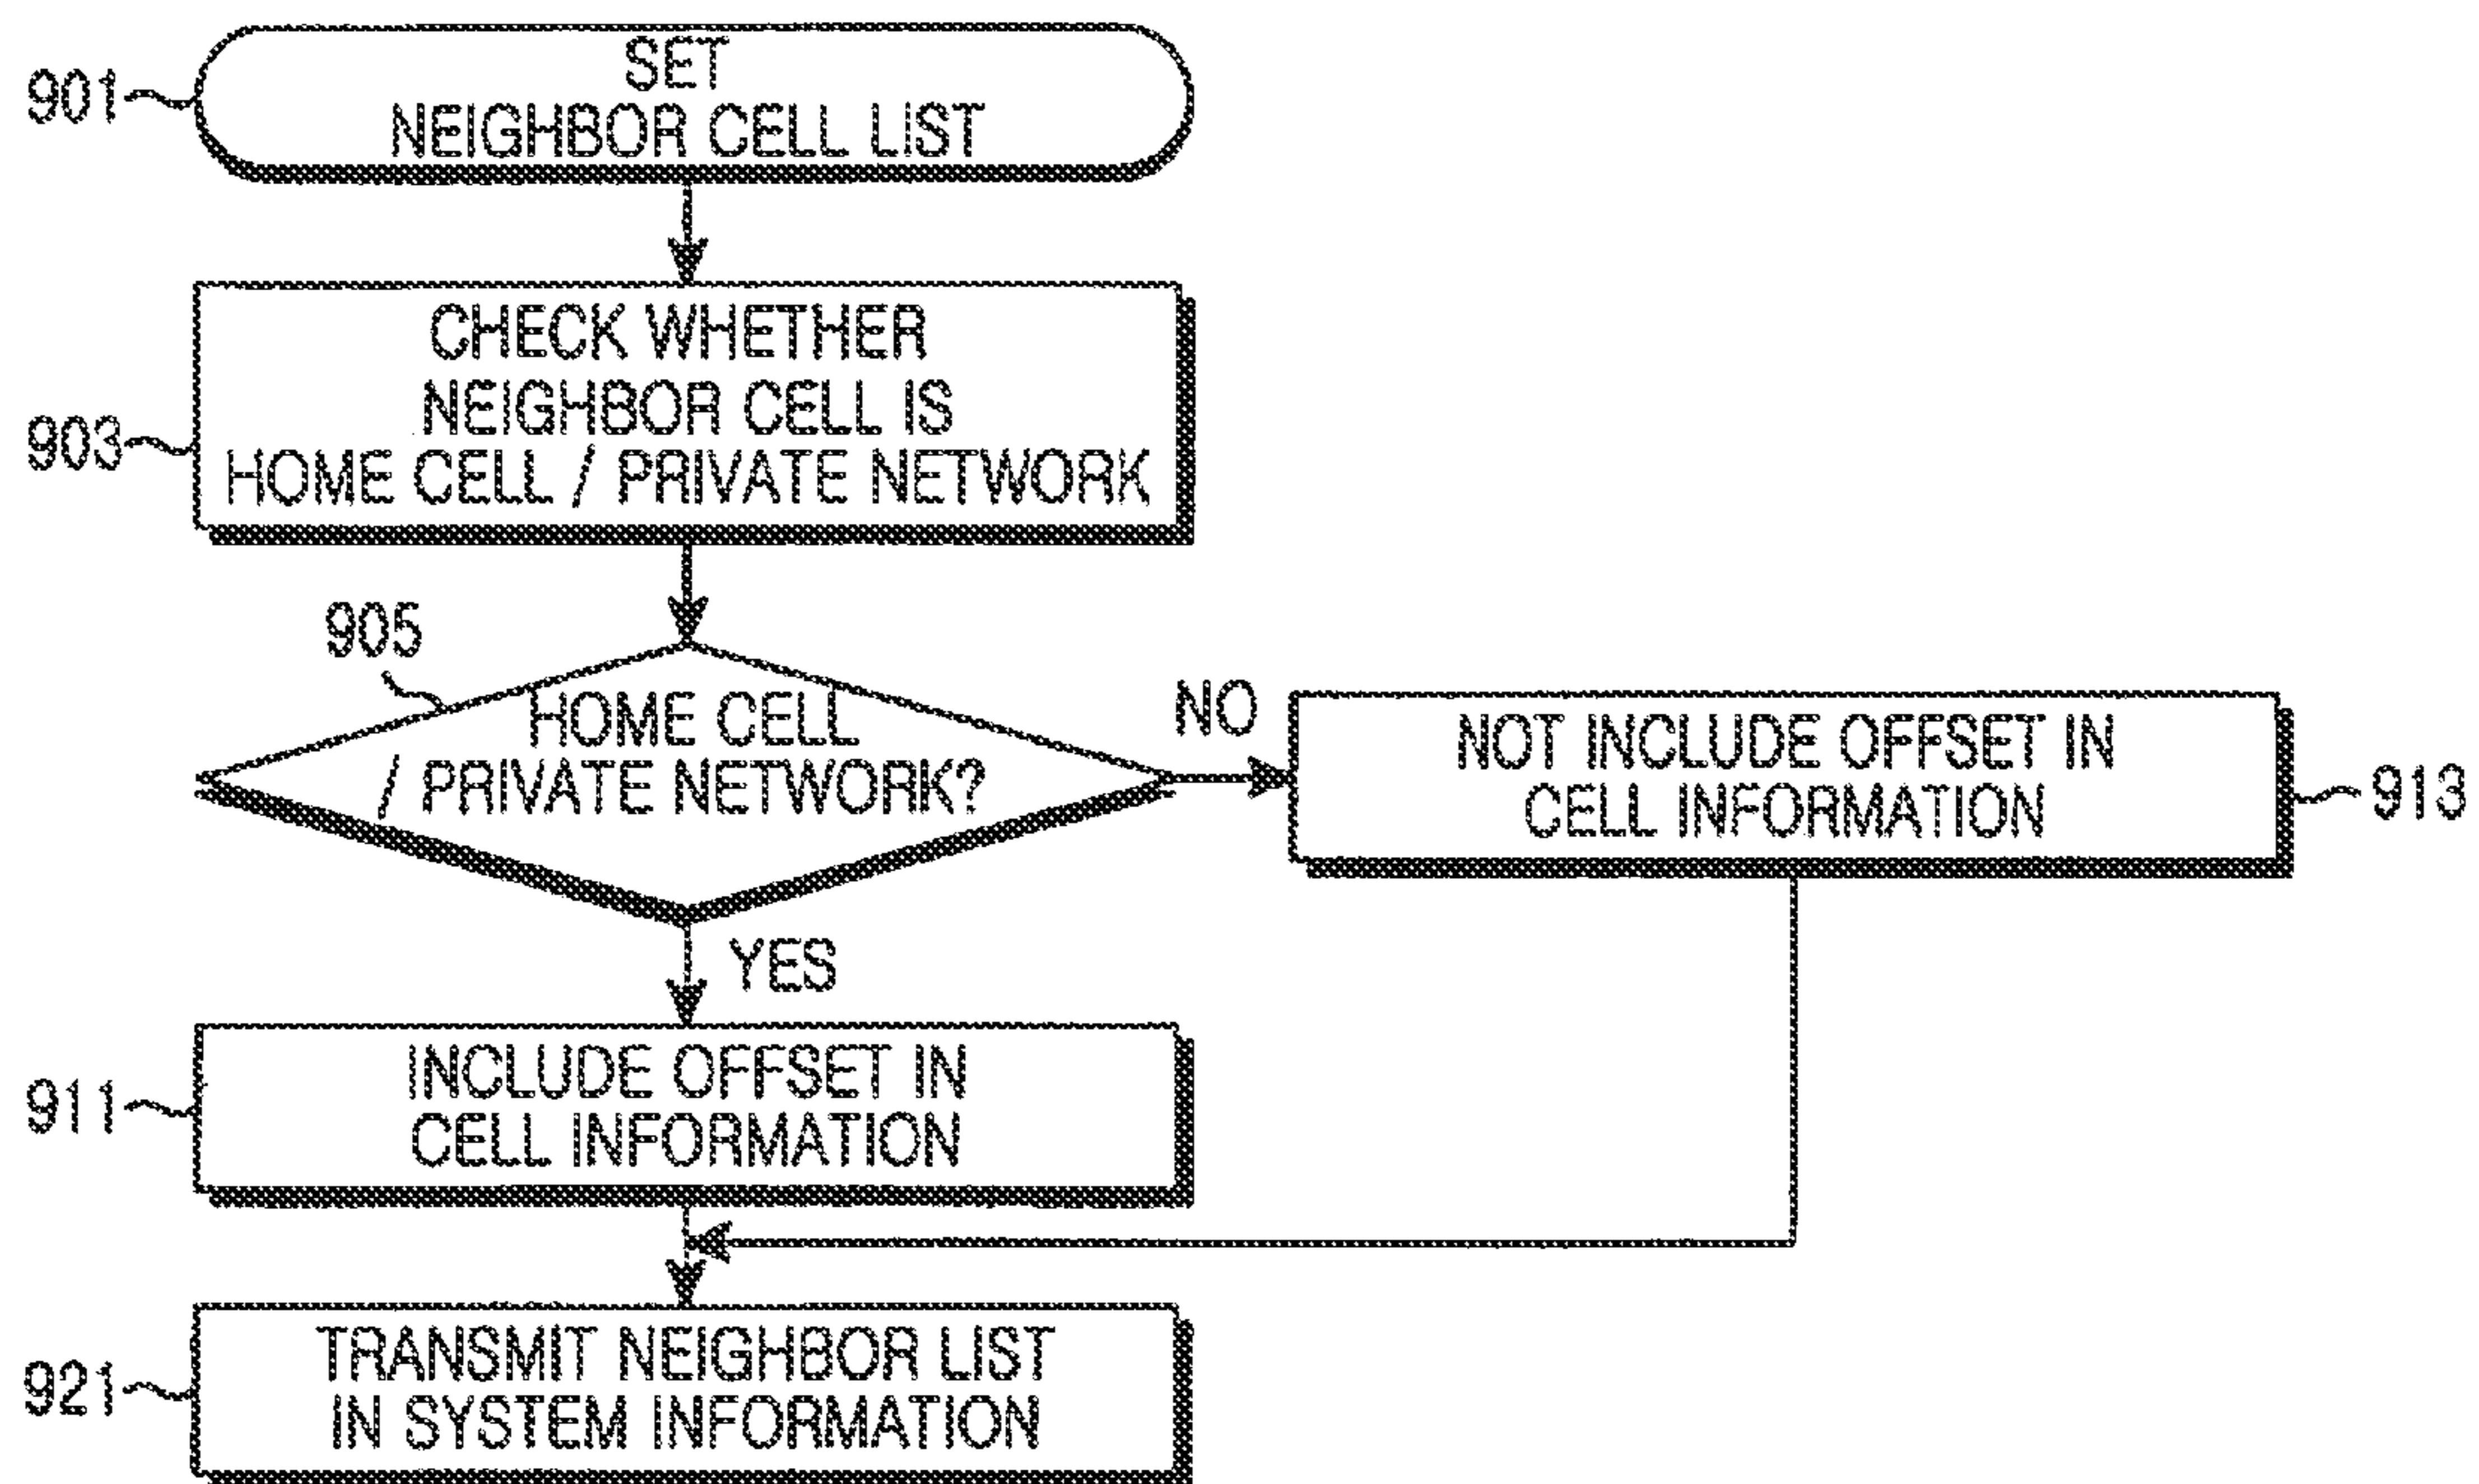 901
SET
NEIGHBOR CELL LIST
903
CHECK WHETHER
NEIGHBOR CELL IS
HOME CELL / PRIVATE NETWORK
905
HOME CELL
/ PRIVATE NETWORK?
NO
NOT INCLUDE OFFSET IN
CELL INFORMATION
913
YES
911
INCLUDE OFFSET IN
CELL INFORMATION
921
TRANSMIT NEIGHBOR LIST
IN SYSTEM INFORMATION